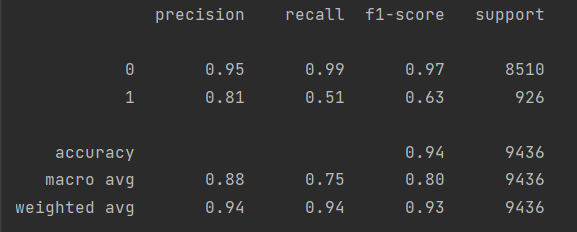 precision recall f1-score support
0 0.95 0.99 0.97 8510
1 0.81 0.51 0.63 926
accuracy 0.94 9436
macro avg 0.88 0.75 0.80 9436
weighted avg 0.94 0.94 0.93 9436